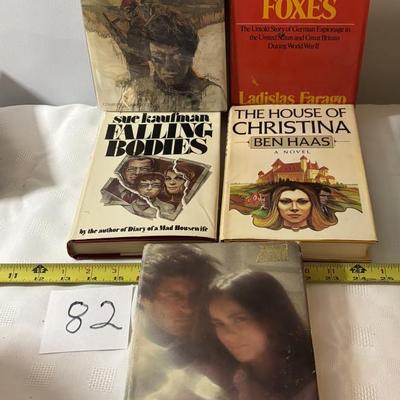 FOXES
The Untold Story of German Espionage in
the United States and Great Britain
During World War II
Ladislas Farago
sue kaufman
FALLING
BODIES
by the author of Diary of a Mad Housewife
THE HOUSE OF
CHRISTINA
A NOVEL
BEN HAAS
82